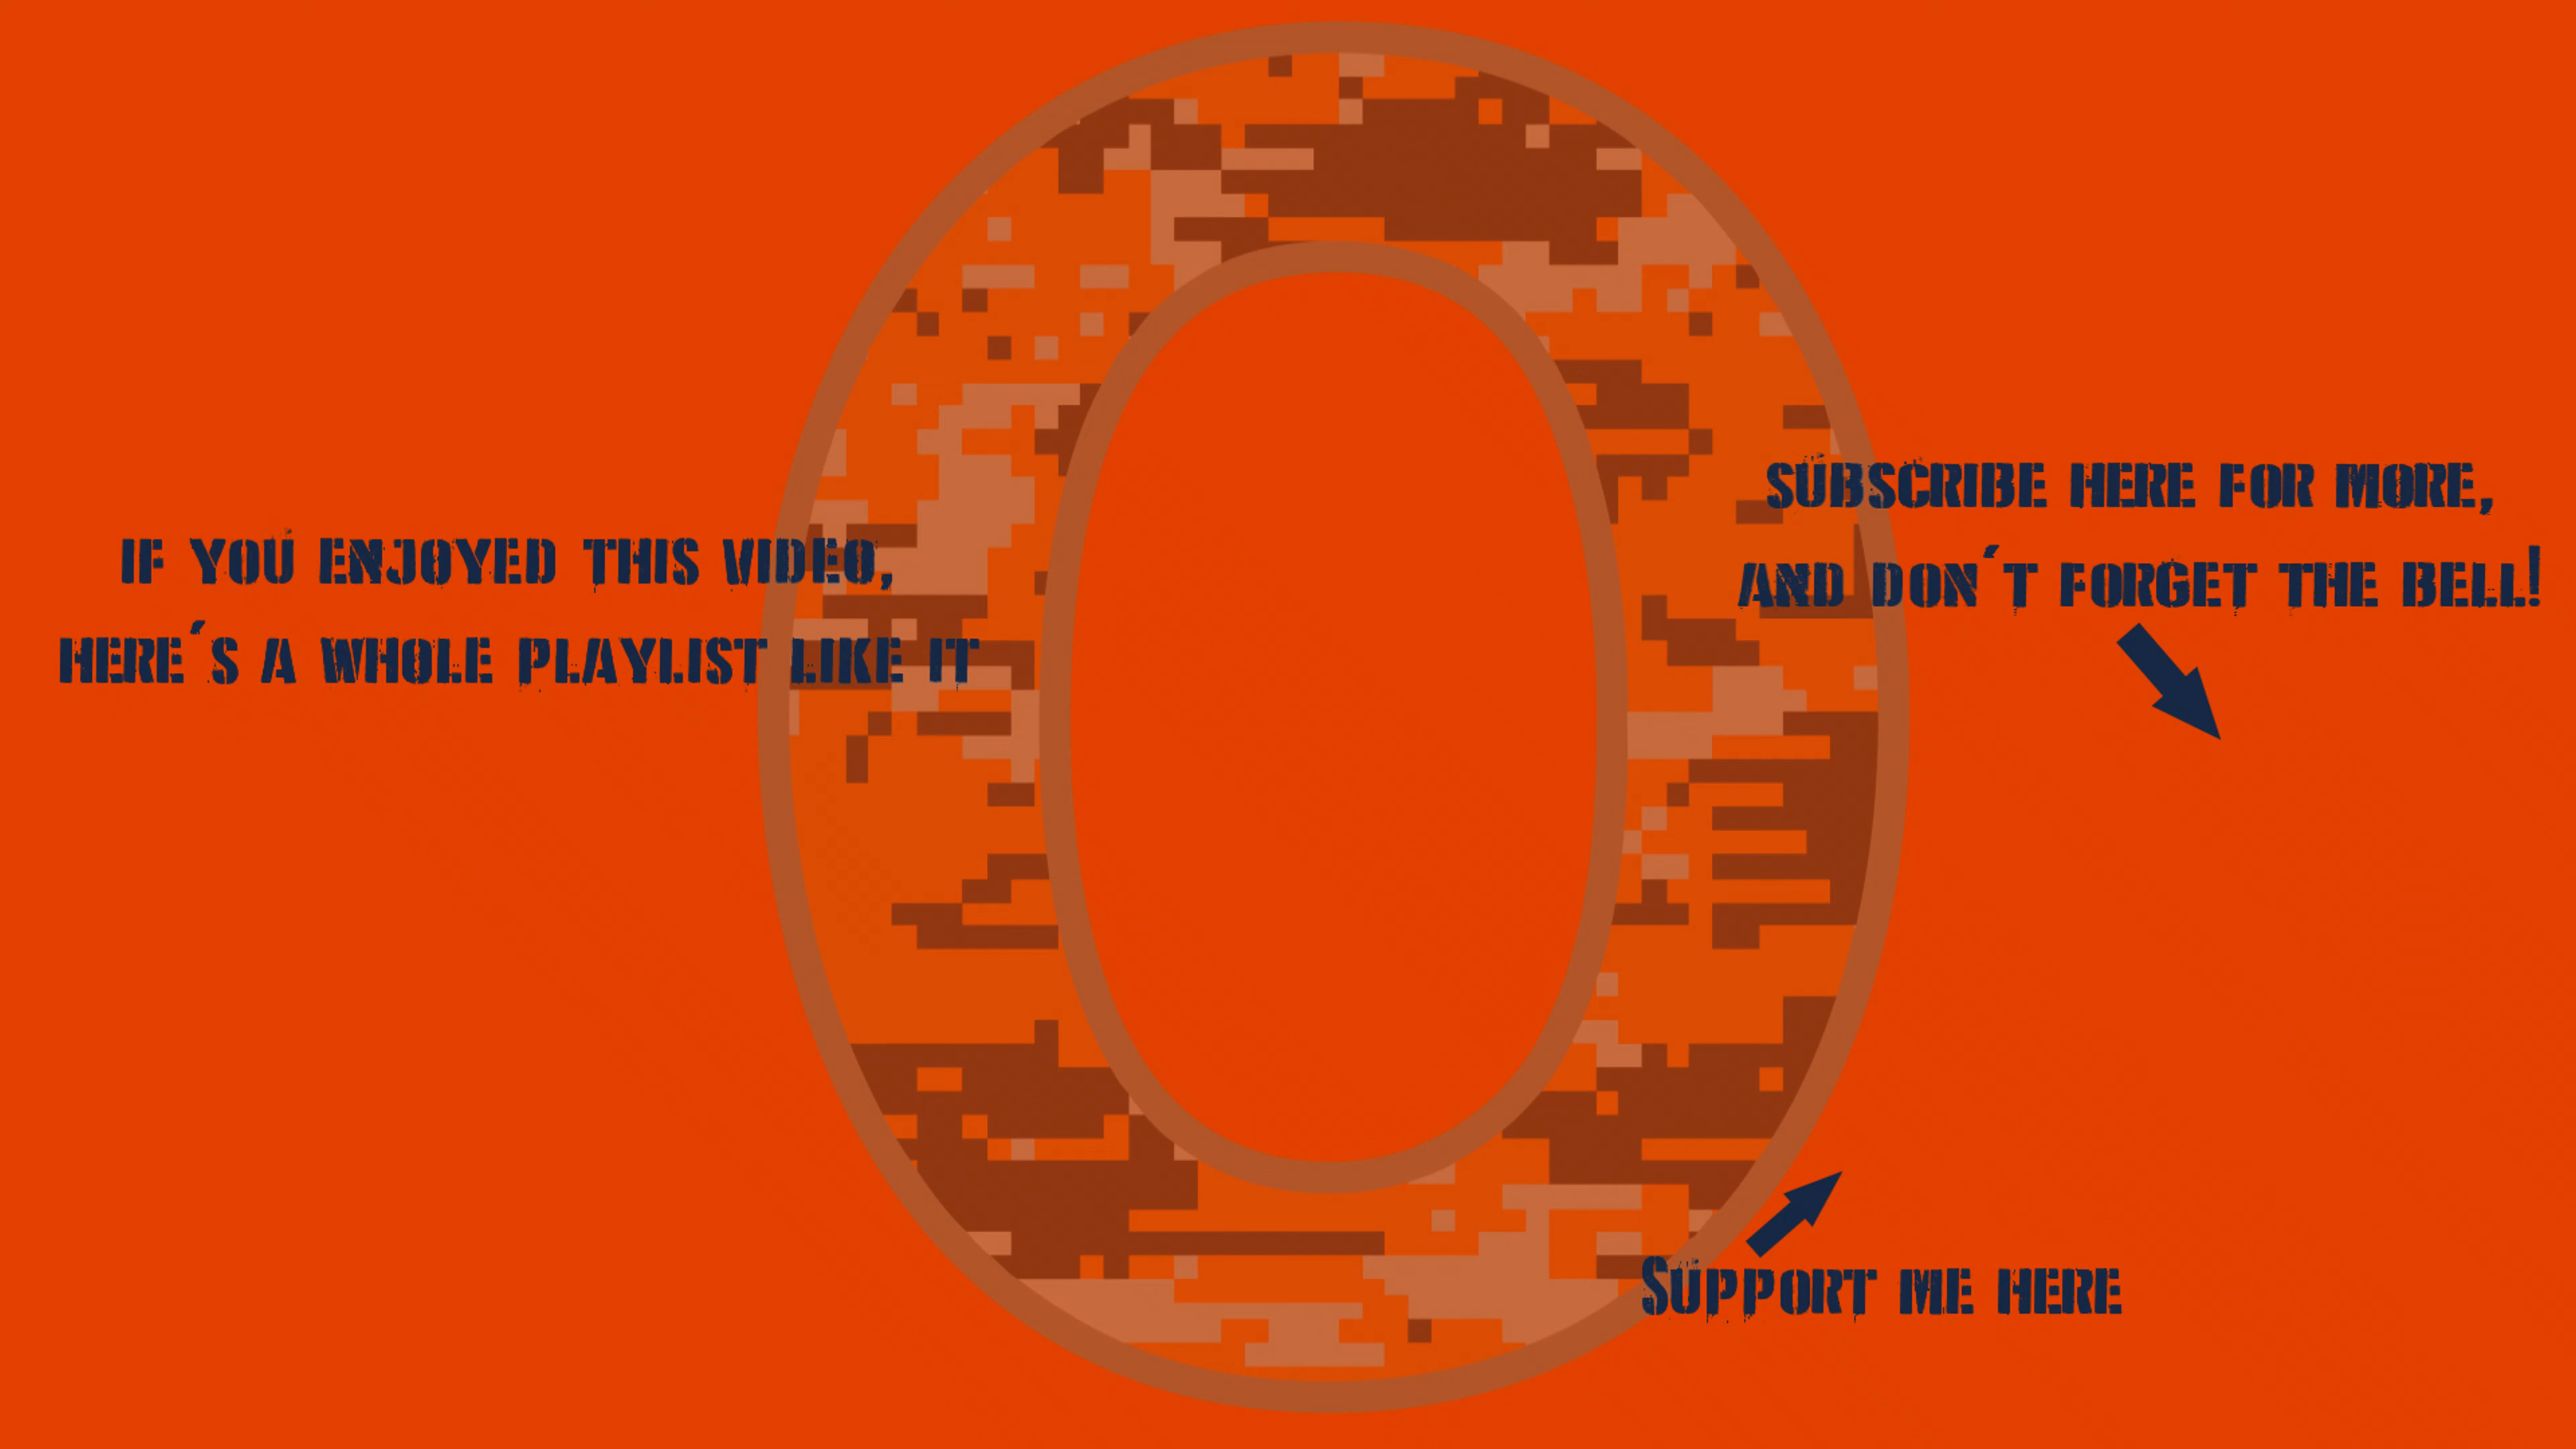 IF YOU ENJOYED THIS VIDEO,
HERE´S A WHOLE PLAYLIST LIKE IT
SUBSCRIBE HERE FOR MORE,
AND DON´T FORGET THE BELL!
SUPPORT ME HERE
O